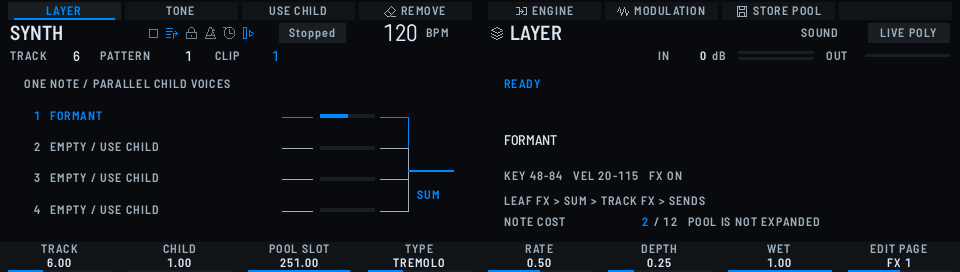 LAYER TONE USE CHILD REMOVE ENGINE MODULATION STORE POOL
SYNTH Stopped 120 BPM LAYER SOUND LIVE POLY
TRACK 6 PATTERN 1 CLIP 1 IN 0 dB OUT
ONE NOTE / PARALLEL CHILD VOICES READY
1 FORMANT
2 EMPTY / USE CHILD FORMANT
3 EMPTY / USE CHILD KEY 48-84 VEL 20-115 FX ON
SUM LEAF FX > SUM > TRACK FX > SENDS
4 EMPTY / USE CHILD
NOTE COST 2 / 12 POOL IS NOT EXPANDED
TRACK CHILD POOL SLOT TYPE RATE DEPTH WET EDIT PAGE
6.00 1.00 251.00 TREMOLO 0.50 0.25 1.00 FX 1